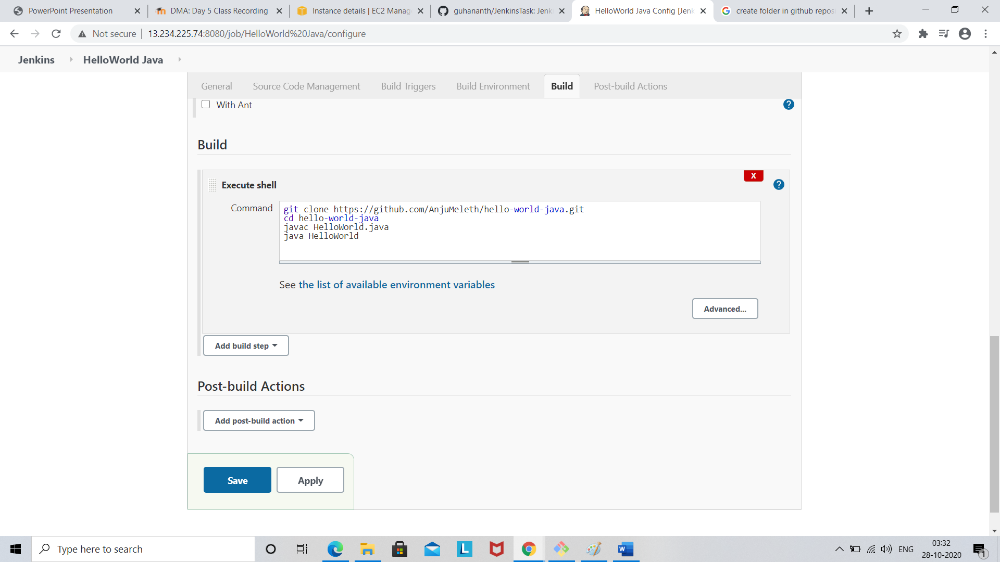 PowerPoint Presentation
DMA: Day 5 Class Recording
Instance details | EC2 Manag
guhananth/JenkinsTask: Jenk
HelloWorld Java Config [Jenk
create folder in github repos
Not secure
13.234.225.74:8080/job/HelloWorld%20Java/configure
Jenkins
HelloWorld Java
General
Source Code Management
Build Triggers
Build Environment
Build
Post-build Actions
With Ant
?
Build
X
Execute shell
?
Command
git clone https://github.com/AnjuMeleth/hello-world-java.git
cd hello-world-java
javac HelloWorld.java
java HelloWorld
See the list of available environment variables
Advanced...
Add build step
Post-build Actions
Add post-build action
Save
Apply
Type here to search
L
W
ENG
03:32
28-10-2020
1